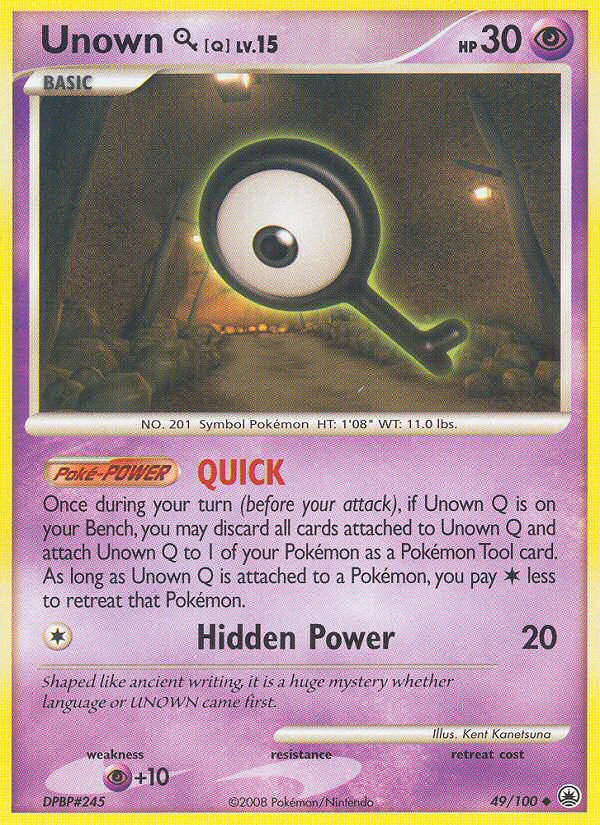 Unown [Q] LV.15 HP 30
BASIC
NO. 201 Symbol Pokémon HT: 1'08" WT: 11.0 lbs.
Poké-POWER QUICK
Once during your turn (before your attack), if Unown Q is on
your Bench, you may discard all cards attached to Unown Q and
attach Unown Q to 1 of your Pokémon as a Pokémon Tool card.
As long as Unown Q is attached to a Pokémon, you pay ✶ less
to retreat that Pokémon.
Hidden Power 20
Shaped like ancient writing, it is a huge mystery whether
language or UNOWN came first.
Illus. Kent Kanetsuna
weakness resistance retreat cost
+10
DPBP#245 ©2008 Pokémon/Nintendo 49/100 ◆